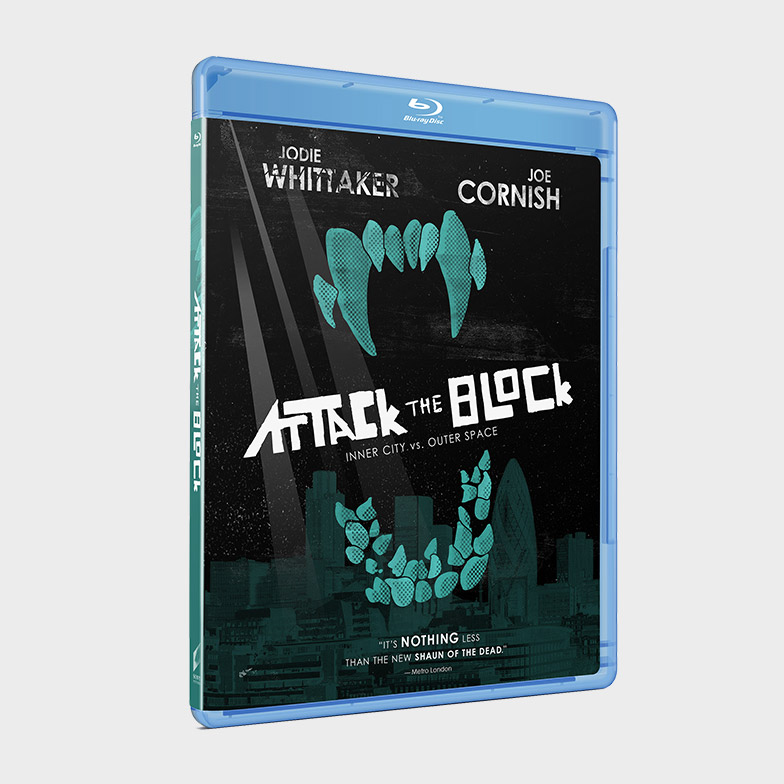 Blu-ray Disc
JODIE
WHITTAKER
JOE
CORNISH
ATTACK THE BLOCK
INNER CITY vs. OUTER SPACE
"IT'S NOTHING LESS
THAN THE NEW SHAUN OF THE DEAD."
—Metro London
ATTACK THE BLOCK